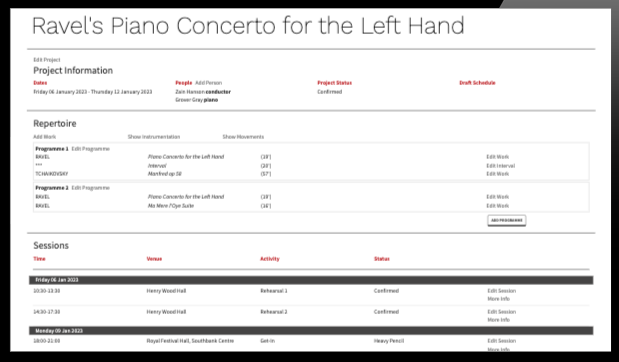 Ravel's Piano Concerto for the Left Hand
Edit Project
Project Information
Dates People Add Person Project Status Draft Schedule
Friday 06 January 2023 - Thursday 12 January 2023 Zain Hanson conductor Confirmed
Grover Gray piano
Repertoire
Add Work Show Instrumentation Show Movements
Programme 1 Edit Programme
RAVEL Piano Concerto for the Left Hand (19') Edit Work
*** Interval (20') Edit Interval
TCHAIKOVSKY Manfred op 58 (57') Edit Work
Programme 2 Edit Programme
RAVEL Piano Concerto for the Left Hand (19') Edit Work
RAVEL Ma Mere l'Oye Suite (16') Edit Work
ADD PROGRAMME
Sessions
Time Venue Activity Status
Friday 06 Jan 2023
10:30-13:30 Henry Wood Hall Rehearsal 1 Confirmed Edit Session
More Info
14:30-17:30 Henry Wood Hall Rehearsal 2 Confirmed Edit Session
More Info
Monday 09 Jan 2023
18:00-21:00 Royal Festival Hall, Southbank Centre Get-In Heavy Pencil Edit Session
More Info